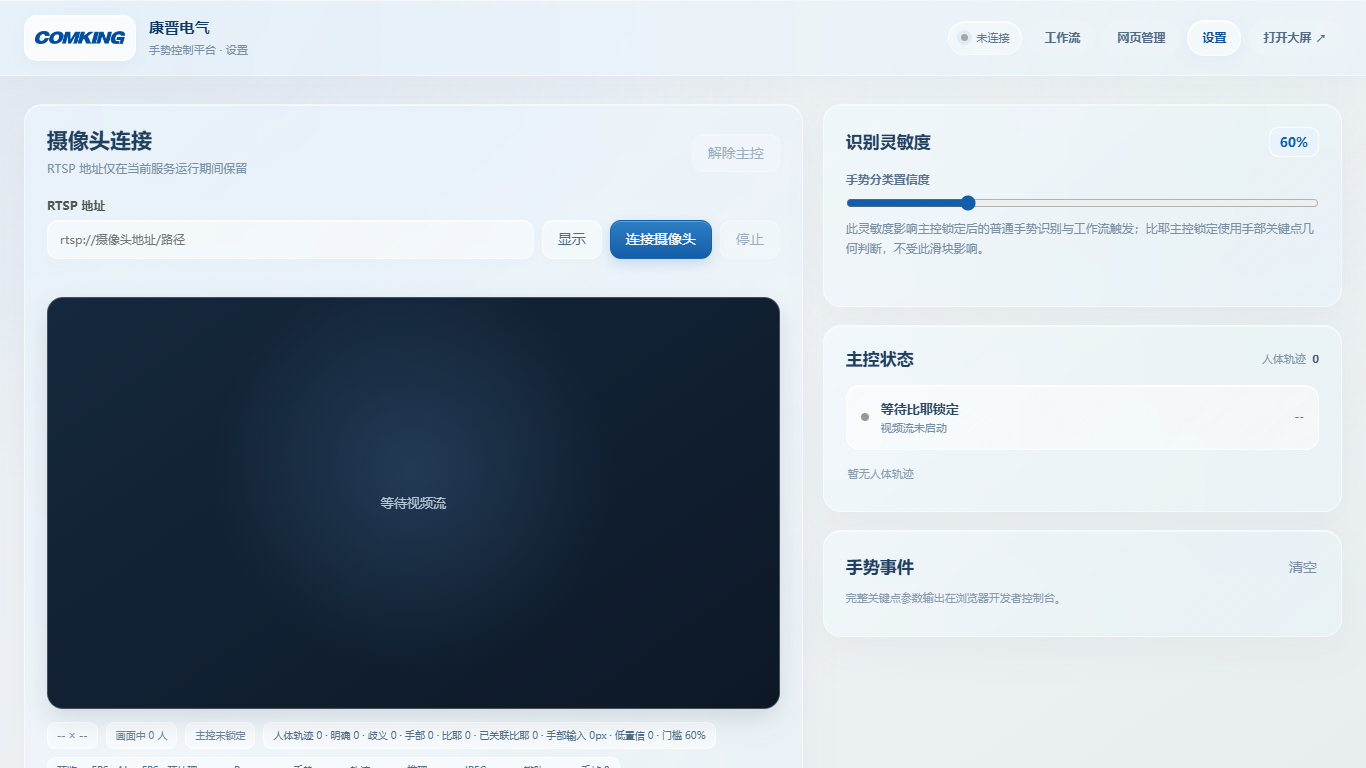 COMKING
康晋电气
手势控制平台 · 设置
未连接
工作流
网页管理
设置
打开大屏 ↗
摄像头连接
RTSP 地址仅在当前服务运行期间保留
解除主控
RTSP 地址
rtsp://摄像头地址/路径
显示
连接摄像头
停止
等待视频流
-- × --
画面中 0 人
主控未锁定
人体轨迹 0 · 明确 0 · 歧义 0 · 手部 0 · 比耶 0 · 已关联比耶 0 · 手部输入 0px · 低置信 0 · 门槛 60%
识别灵敏度
60%
手势分类置信度
此灵敏度影响主控锁定后的普通手势识别与工作流触发；比耶主控锁定使用手部关键点几
何判断，不受此滑块影响。
主控状态
人体轨迹 0
等待比耶锁定
视频流未启动
--
暂无人体轨迹
手势事件
清空
完整关键点参数输出在浏览器开发者控制台。